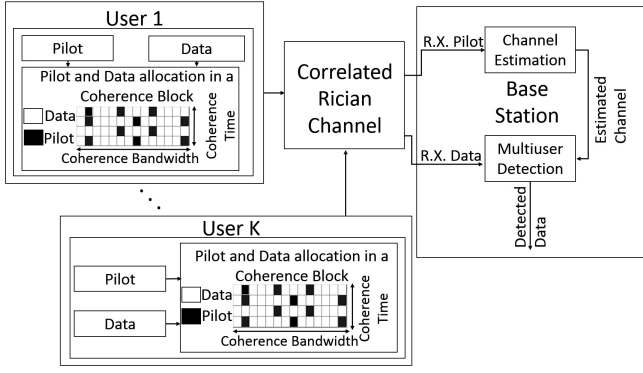 User 1
Pilot
Data
Pilot and Data allocation in a
Coherence Block
Data
Pilot
Coherence
Time
Coherence Bandwidth
Correlated
Rician
Channel
R.X. Pilot
R.X. Data
Channel
Estimation
Base
Station
Estimated
Channel
Multiuser
Detection
Detected
Data
User K
Pilot
Data
Pilot and Data allocation in a
Coherence Block
Data
Pilot
Coherence
Time
Coherence Bandwidth